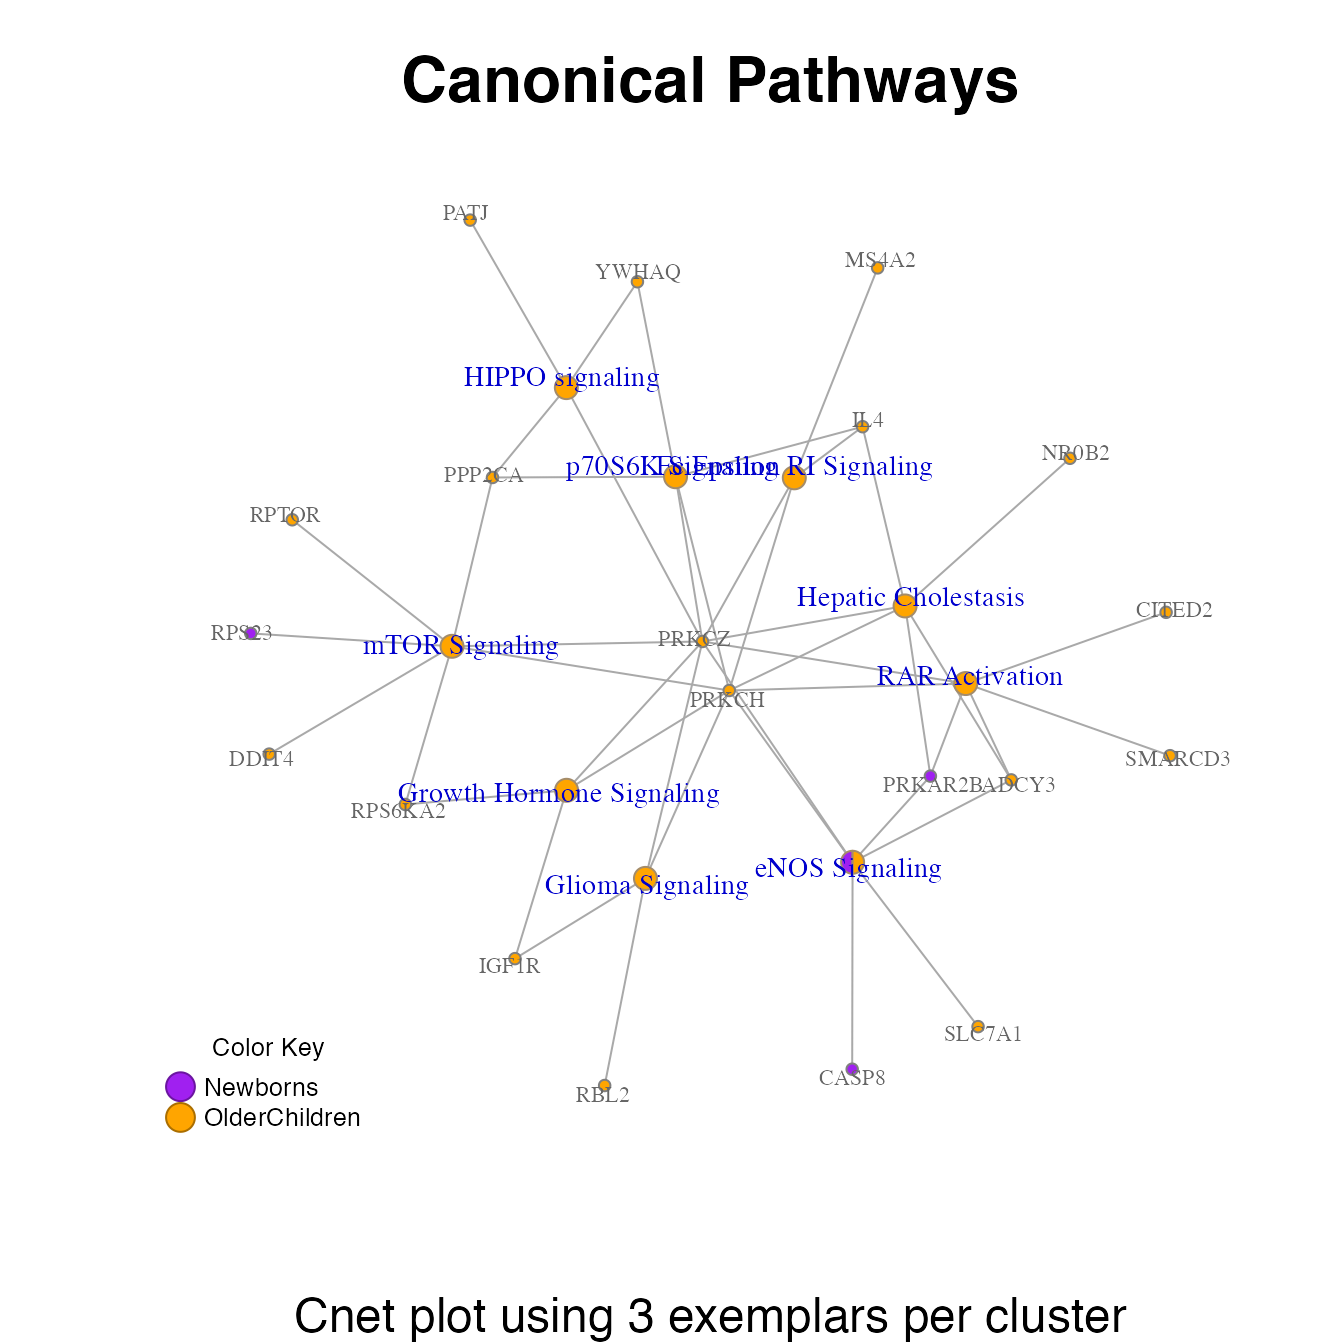 Canonical Pathways
PATJ
YWHAQ
MS4A2
HIPPO signaling
IL4
NR0B2
p70S6K Signaling
Fc Epsilon RI Signaling
PPP2CA
RPTOR
Hepatic Cholestasis
CITED2
RPS23
mTOR Signaling
PRKCZ
RAR Activation
PRKCH
DDIT4
SMARCD3
PRKAR2B
ADCY3
Growth Hormone Signaling
RPS6KA2
eNOS Signaling
Glioma Signaling
IGF1R
SLC7A1
Color Key
CASP8
Newborns
RBL2
OlderChildren
Cnet plot using 3 exemplars per cluster